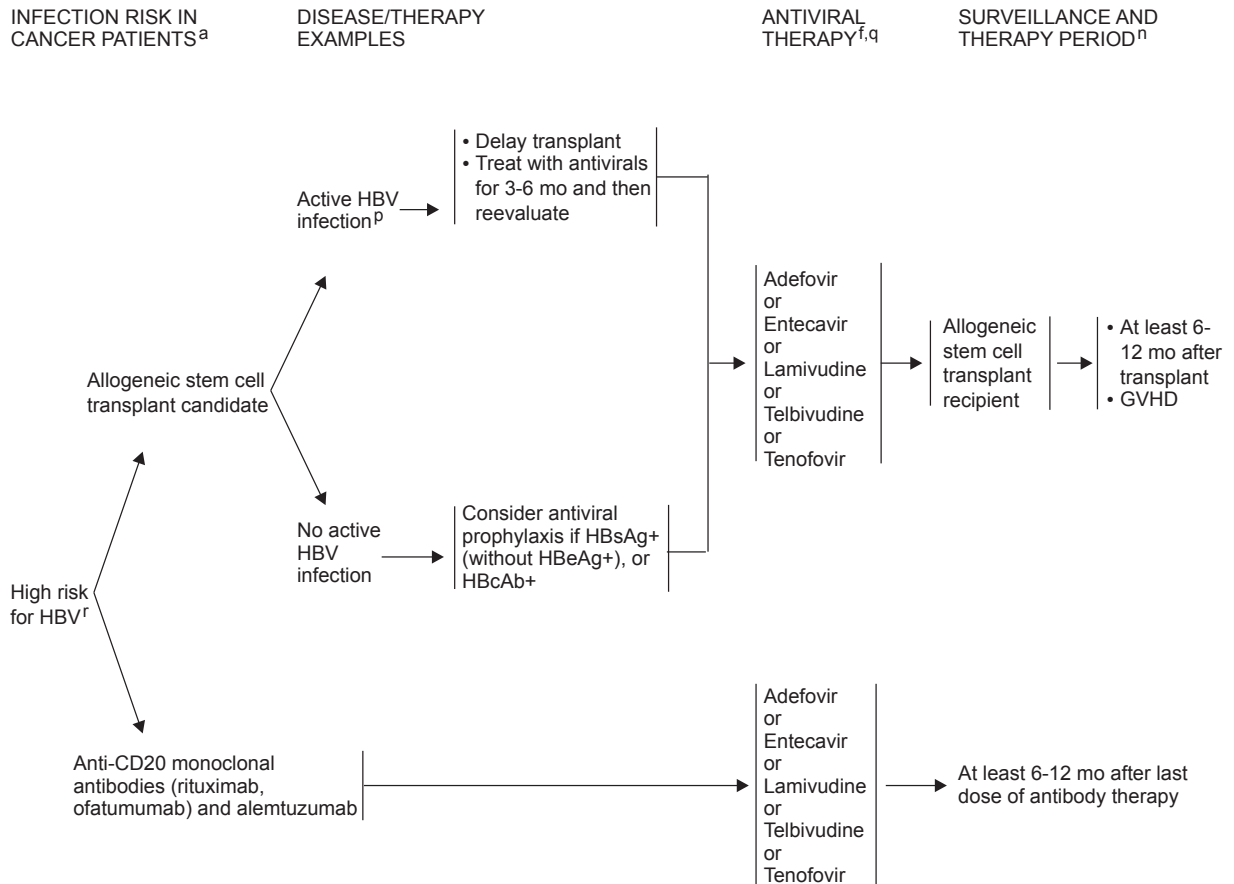 INFECTION RISK IN
CANCER PATIENTSa
DISEASE/THERAPY
EXAMPLES
ANTIVIRAL
THERAPYf,q
SURVEILLANCE AND
THERAPY PERIODn
High risk
for HBVr
Allogeneic stem cell
transplant candidate
Active HBV
infectionp
• Delay transplant
• Treat with antivirals
for 3-6 mo and then
reevaluate
No active
HBV
infection
Consider antiviral
prophylaxis if HBsAg+
(without HBeAg+), or
HBcAb+
Adefovir
or
Entecavir
or
Lamivudine
or
Telbivudine
or
Tenofovir
Allogeneic
stem cell
transplant
recipient
• At least 6-
12 mo after
transplant
• GVHD
Anti-CD20 monoclonal
antibodies (rituximab,
ofatumumab) and alemtuzumab
Adefovir
or
Entecavir
or
Lamivudine
or
Telbivudine
or
Tenofovir
At least 6-12 mo after last
dose of antibody therapy